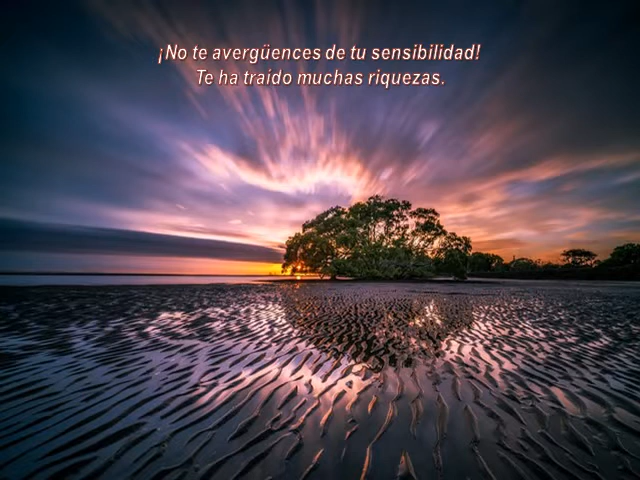 ¡No te avergüences de tu sensibilidad!
Te ha traido muchas riquezas.